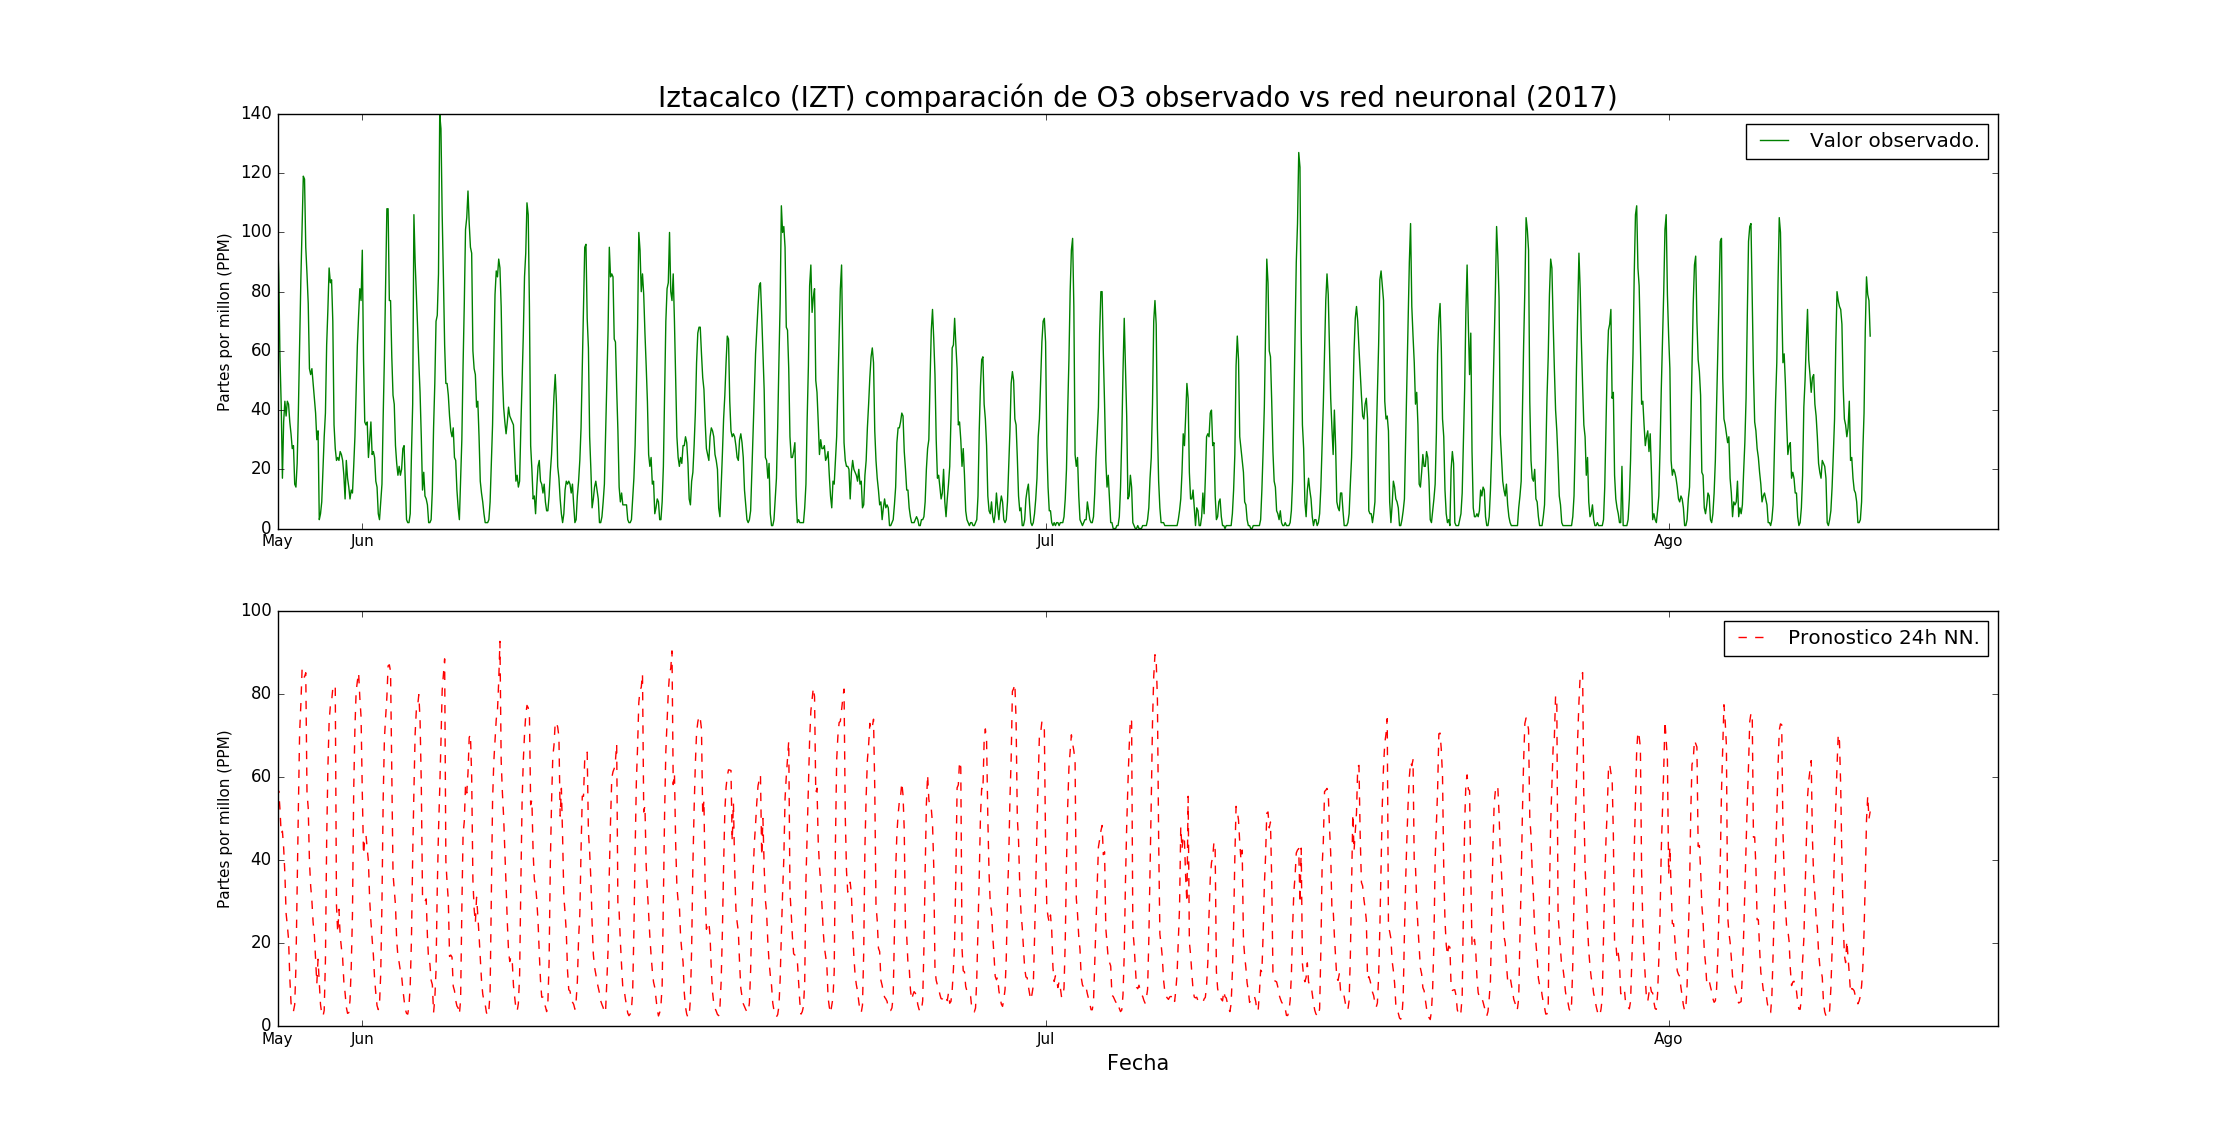 Iztacalco (IZT) comparación de O3 observado vs red neuronal (2017)
140
120
100
80
60
40
20
0
Partes por millon (PPM)
Valor observado.
May Jun Jul Ago
100
80
60
40
20
0
Partes por millon (PPM)
Pronostico 24h NN.
May Jun Jul Ago
Fecha